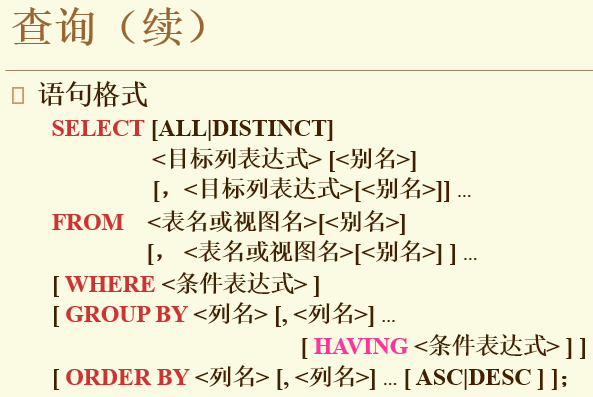 查询（续）
语句格式
SELECT [ALL|DISTINCT]
<目标列表达式> [<别名>]
[，<目标列表达式>[<别名>]] ...
FROM <表名或视图名>[<别名>]
[， <表名或视图名>[<别名>] ] ...
[ WHERE <条件表达式> ]
[ GROUP BY <列名> [, <列名>] ...
[ HAVING <条件表达式> ] ]
[ ORDER BY <列名> [, <列名>] ... [ ASC|DESC ] ]；